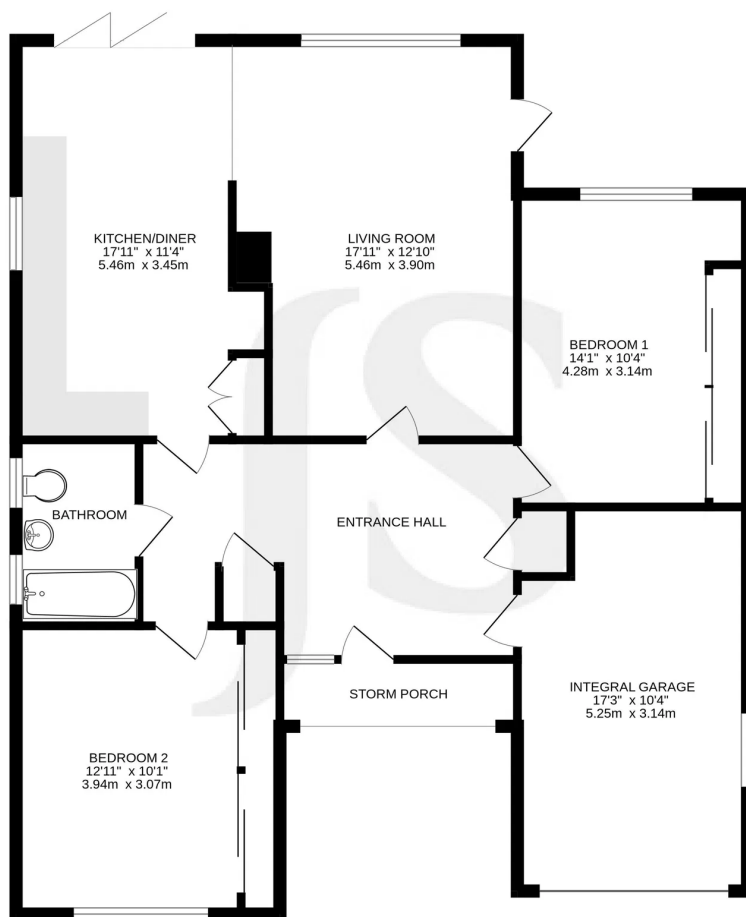 KITCHEN/DINER
17'11" x 11'4"
5.46m x 3.45m
LIVING ROOM
17'11" x 12'10"
5.46m x 3.90m
BEDROOM 1
14'1" x 10'4"
4.28m x 3.14m
BATHROOM
ENTRANCE HALL
STORM PORCH
INTEGRAL GARAGE
17'3" x 10'4"
5.25m x 3.14m
BEDROOM 2
12'11" x 10'1"
3.94m x 3.07m
JS